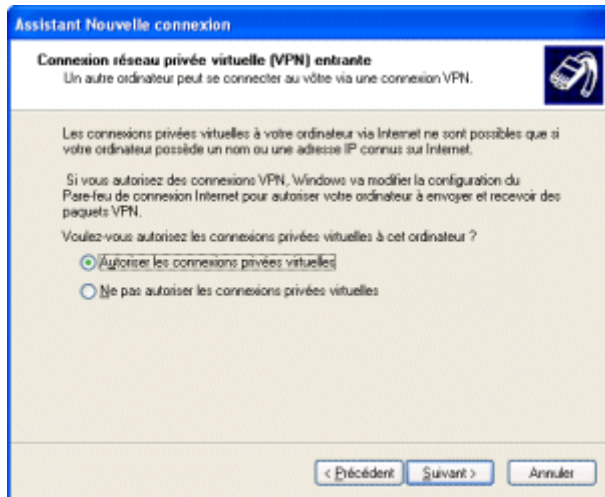 Assistant Nouvelle connexion
Connexion réseau privée virtuelle (VPN) entrante
Un autre ordinateur peut se connecter au vôtre via une connexion VPN.
Les connexions privées virtuelles à votre ordinateur via Internet ne sont possibles que si
votre ordinateur possède un nom ou une adresse IP connus sur Internet.
Si vous autorisez des connexions VPN, Windows va modifier la configuration du
Pare-feu de connexion Internet pour autoriser votre ordinateur à envoyer et recevoir des
paquets VPN.
Voulez-vous autorisez les connexions privées virtuelles à cet ordinateur ?
Autoriser les connexions privées virtuelles
Ne pas autoriser les connexions privées virtuelles
< Précédent Suivant > Annuler